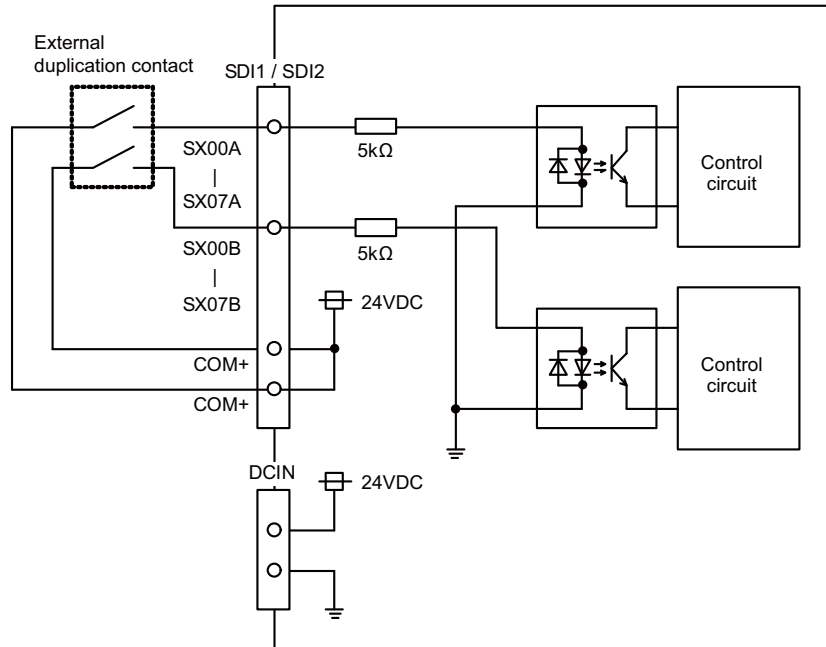 External
duplication contact
SDI1 / SDI2
SX00A
|
SX07A
5kΩ
Control
circuit
SX00B
|
SX07B
5kΩ
24VDC
COM+
COM+
Control
circuit
DCIN
24VDC